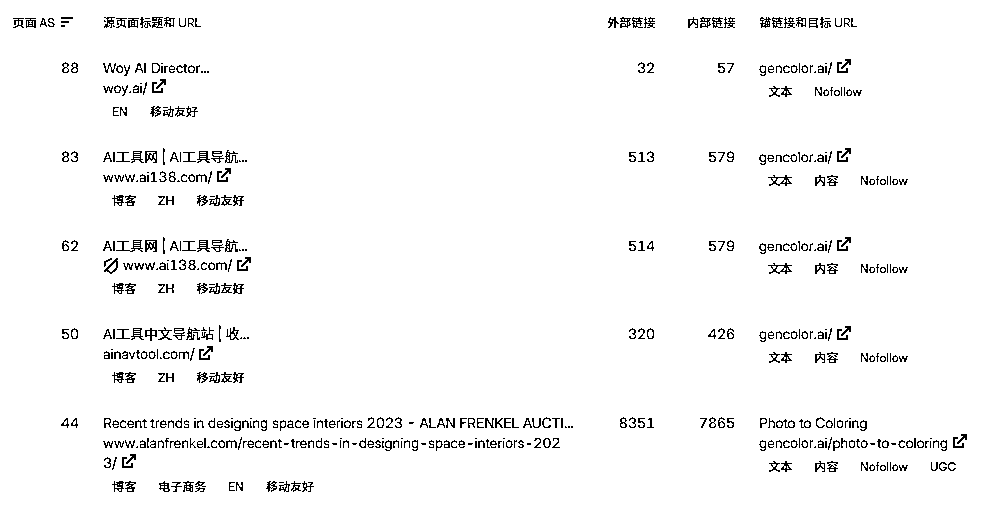 页面 AS 源页面标题和 URL 外部链接 内部链接 锚链接和目标 URL
88 Woy AI Director... 32 57 gencolor.ai/
woy.ai/ 文本 Nofollow
EN 移动友好
83 AI工具网 | AI工具导航... 513 579 gencolor.ai/
www.ai138.com/ 文本 内容 Nofollow
博客 ZH 移动友好
62 AI工具网 | AI工具导航... 514 579 gencolor.ai/
www.ai138.com/ 文本 内容 Nofollow
博客 ZH 移动友好
50 AI工具中文导航站 | 收... 320 426 gencolor.ai/
ainavtool.com/ 文本 内容 Nofollow
博客 ZH 移动友好
44 Recent trends in designing space interiors 2023 - ALAN FRENKEL AUCTI... 8351 7865 Photo to Coloring
www.alanfrenkel.com/recent-trends-in-designing-space-interiors-202 gencolor.ai/photo-to-coloring
3/ 文本 内容 Nofollow UGC
博客 电子商务 EN 移动友好